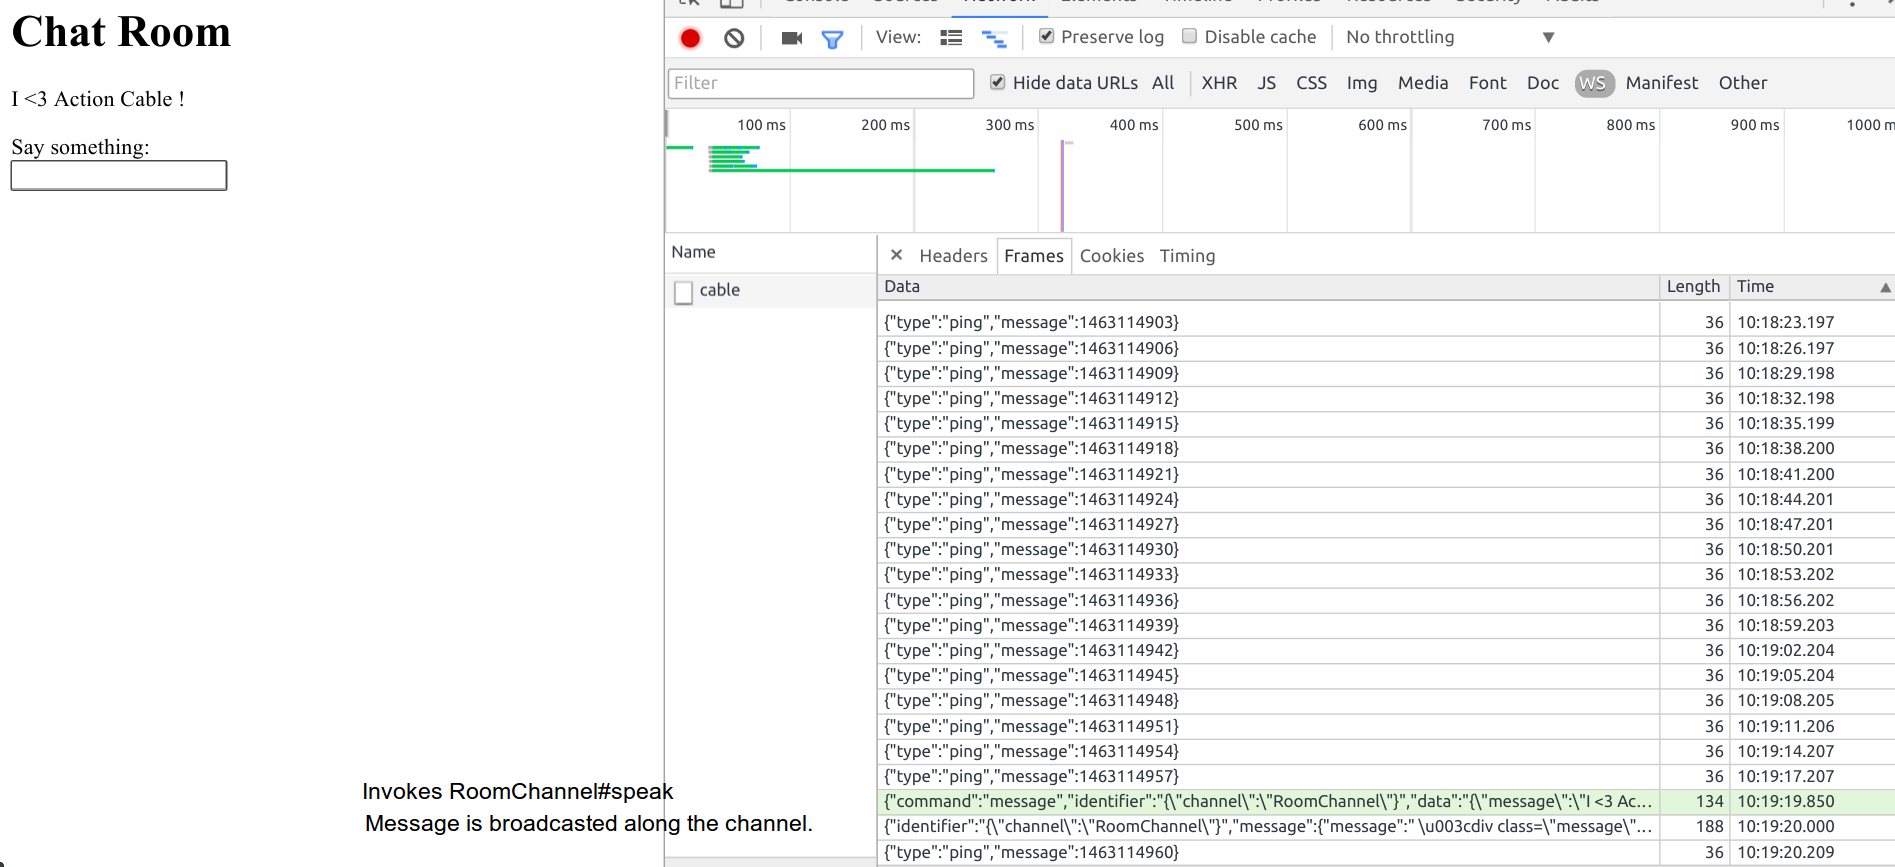 Chat Room
I <3 Action Cable !
Say something:
Console Sources Network Elements Timeline Profiles Resources Security Audits
View: Preserve log Disable cache No throttling
Filter Hide data URLs All XHR JS CSS Img Media Font Doc WS Manifest Other
100 ms 200 ms 300 ms 400 ms 500 ms 600 ms 700 ms 800 ms 900 ms 1000 m
Name
cable
× Headers Frames Cookies Timing
Data Length Time
{"type":"ping","message":1463114903} 36 10:18:23.197
{"type":"ping","message":1463114906} 36 10:18:26.197
{"type":"ping","message":1463114909} 36 10:18:29.198
{"type":"ping","message":1463114912} 36 10:18:32.198
{"type":"ping","message":1463114915} 36 10:18:35.199
{"type":"ping","message":1463114918} 36 10:18:38.200
{"type":"ping","message":1463114921} 36 10:18:41.200
{"type":"ping","message":1463114924} 36 10:18:44.201
{"type":"ping","message":1463114927} 36 10:18:47.201
{"type":"ping","message":1463114930} 36 10:18:50.201
{"type":"ping","message":1463114933} 36 10:18:53.202
{"type":"ping","message":1463114936} 36 10:18:56.202
{"type":"ping","message":1463114939} 36 10:18:59.203
{"type":"ping","message":1463114942} 36 10:19:02.204
{"type":"ping","message":1463114945} 36 10:19:05.204
{"type":"ping","message":1463114948} 36 10:19:08.205
{"type":"ping","message":1463114951} 36 10:19:11.206
{"type":"ping","message":1463114954} 36 10:19:14.207
{"type":"ping","message":1463114957} 36 10:19:17.207
Invokes RoomChannel#speak
{"command":"message","identifier":"{\"channel\":\"RoomChannel\"}","data":"{\"message\":\"I <3 Ac... 134 10:19:19.850
Message is broadcasted along the channel.
{"identifier":"{\"channel\":\"RoomChannel\"}","message":{"message":" \u003cdiv class=\"message\"... 188 10:19:20.000
{"type":"ping","message":1463114960} 36 10:19:20.209